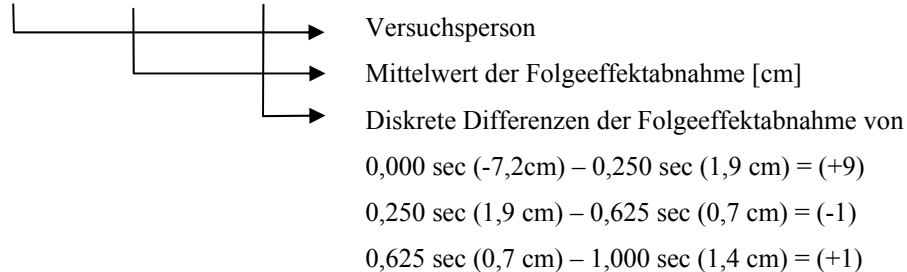 Versuchsperson
Mittelwert der Folgeeffektabnahme [cm]
Diskrete Differenzen der Folgeeffektabnahme von
0,000 sec (-7,2cm) – 0,250 sec (1,9 cm) = (+9)
0,250 sec (1,9 cm) – 0,625 sec (0,7 cm) = (-1)
0,625 sec (0,7 cm) – 1,000 sec (1,4 cm) = (+1)